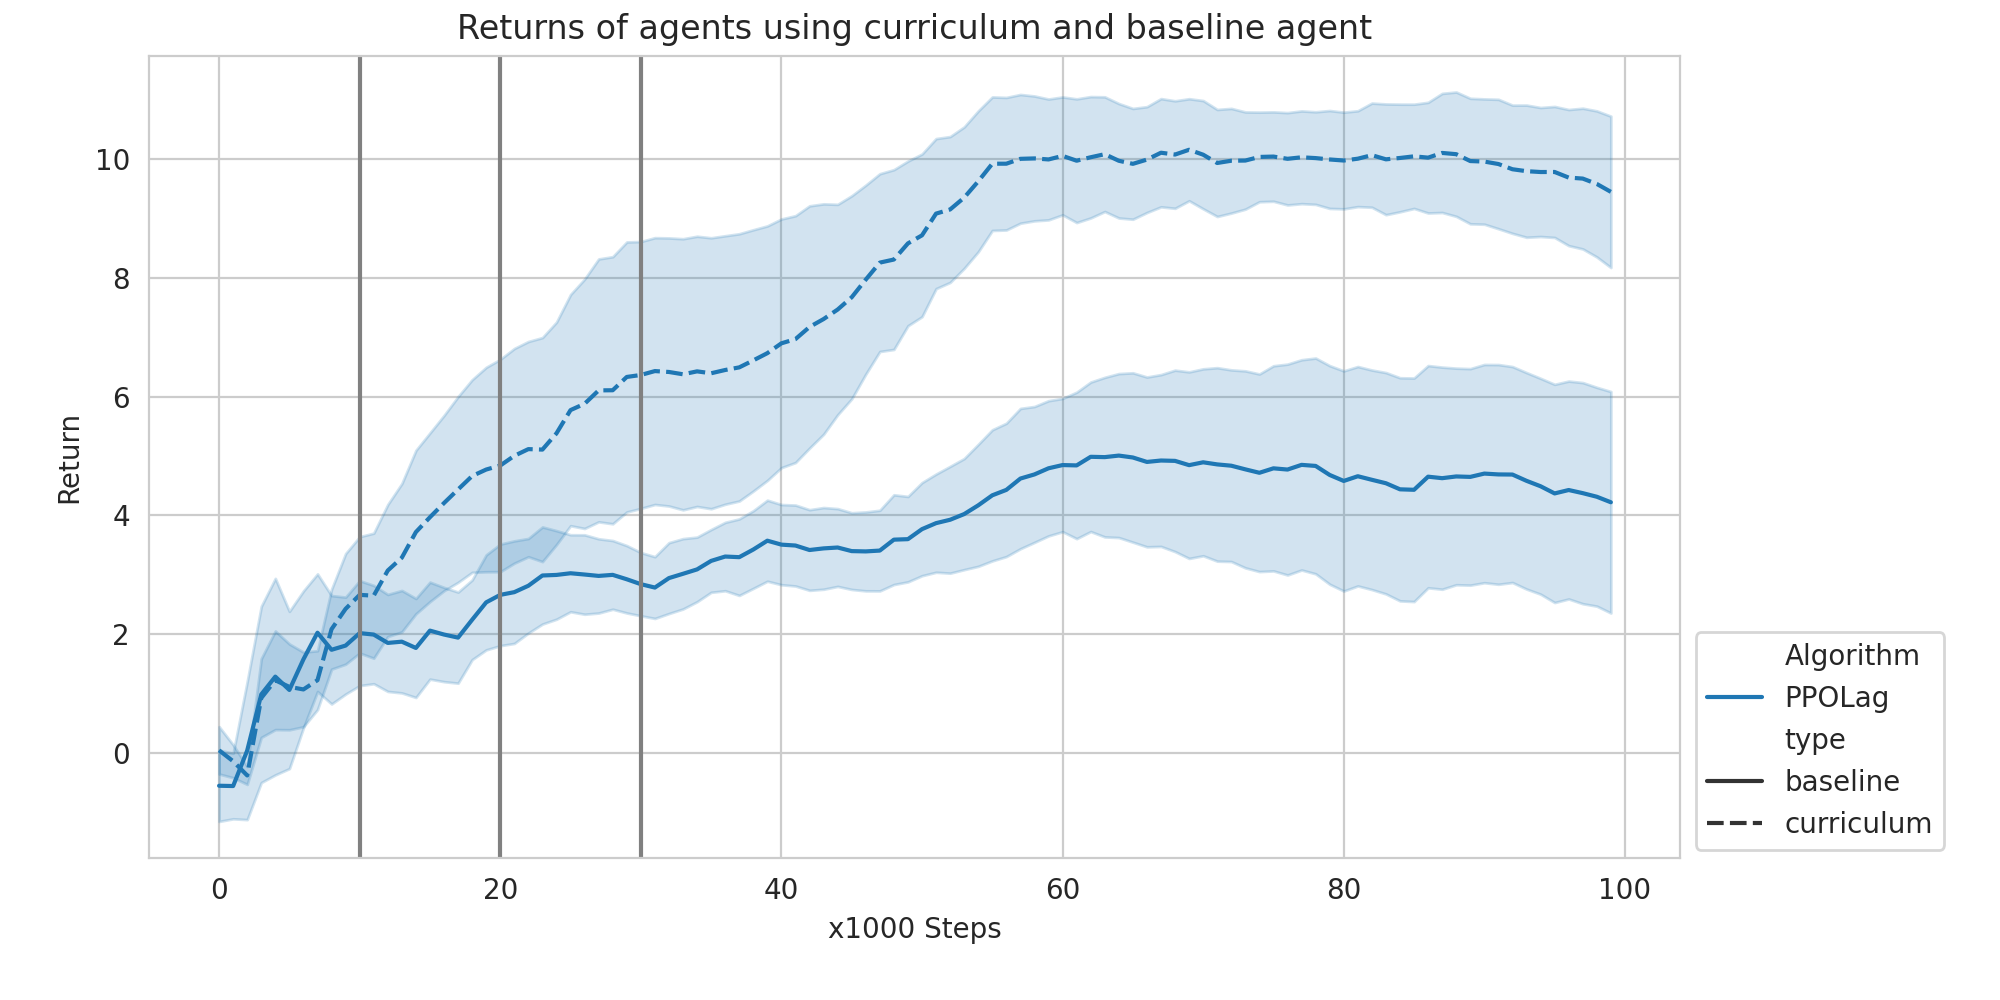 Returns of agents using curriculum and baseline agent
10
8
6
4
2
0
Return
0 20 40 60 80 100
x1000 Steps
Algorithm
PPOLag
type
baseline
curriculum